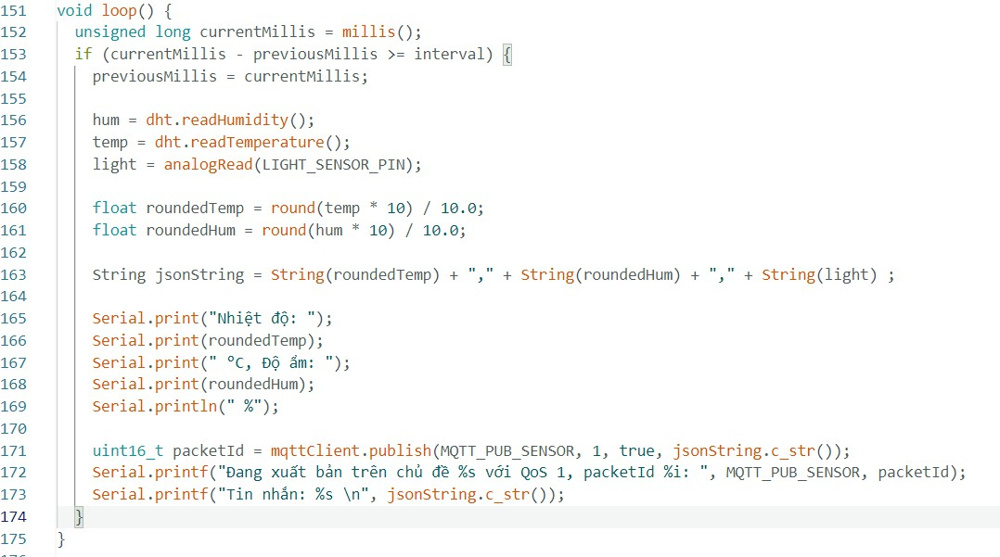 151 void loop() {
152   unsigned long currentMillis = millis();
153   if (currentMillis - previousMillis >= interval) {
154     previousMillis = currentMillis;
155
156     hum = dht.readHumidity();
157     temp = dht.readTemperature();
158     light = analogRead(LIGHT_SENSOR_PIN);
159
160     float roundedTemp = round(temp * 10) / 10.0;
161     float roundedHum = round(hum * 10) / 10.0;
162
163     String jsonString = String(roundedTemp) + "," + String(roundedHum) + "," + String(light) ;
164
165     Serial.print("Nhiệt độ: ");
166     Serial.print(roundedTemp);
167     Serial.print(" ºC, Độ ẩm: ");
168     Serial.print(roundedHum);
169     Serial.println(" %");
170
171     uint16_t packetId = mqttClient.publish(MQTT_PUB_SENSOR, 1, true, jsonString.c_str());
172     Serial.printf("Đang xuất bản trên chủ đề %s với QoS 1, packetId %i: ", MQTT_PUB_SENSOR, packetId);
173     Serial.printf("Tin nhắn: %s \n", jsonString.c_str());
174   }
175 }